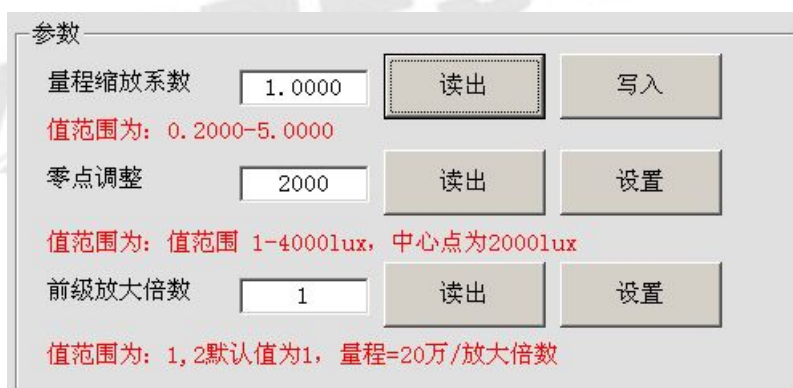 参数
量程缩放系数 1.0000 读出 写入
值范围为：0.2000-5.0000
零点调整 2000 读出 设置
值范围为：值范围 1-4000lux，中心点为2000lux
前级放大倍数 1 读出 设置
值范围为：1,2默认值为1，量程=20万/放大倍数